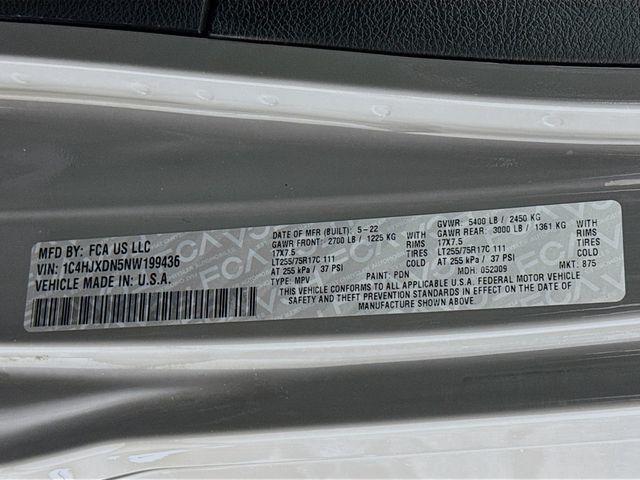 MFD BY: FCA US LLC
VIN: 1C4HJXDN5NW199436
VEHICLE MADE IN: U.S.A.
DATE OF MFR (BUILT): 5-22
GAWR FRONT: 2700 LB / 1225 KG WITH
17X7.5 RIMS
LT255/75R17C 111 TIRES
AT 255 kPa / 37 PSI
TYPE: MPV PAINT: PDN
GVWR: 5400 LB / 2450 KG
GAWR REAR: 3000 LB / 1361 KG WITH
17X7.5 RIMS
LT255/75R17C 111 TIRES
AT 255 kPa / 37 PSI
MDH: 052009 MKT: 875
THIS VEHICLE CONFORMS TO ALL APPLICABLE U.S.A. FEDERAL MOTOR VEHICLE
SAFETY AND THEFT PREVENTION STANDARDS IN EFFECT ON THE DATE OF
MANUFACTURE SHOWN ABOVE.